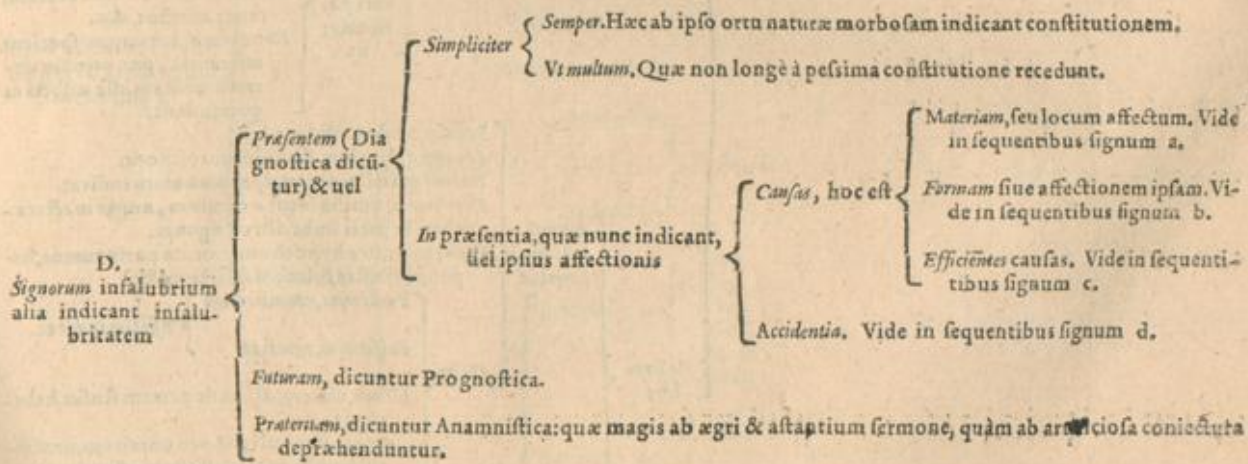 Semper. Hæc ab ipso ortu naturæ morbosam indicant constitutionem.
Simpliciter
Vt multum. Quæ non longè à pessima constitutione recedunt.
Præsentem (Dia
gnostica dicū-
tur) & uel
Materiam, seu locum affectum. Vide
in sequentibus signum a.
Causas, hoc est
Formam siue affectionem ipsam. Vi-
de in sequentibus signum b.
In præsentia, quæ nunc indicant,
uel ipsius affectionis
Efficientes causas. Vide in sequenti-
tibus signum c.
Accidentia. Vide in sequentibus signum d.
D.
Signorum insalubrium
alia indicant insalu-
britatem
Futuram, dicuntur Prognostica.
Præteritam, dicuntur Anamnistica: quæ magis ab ægri & astantium sermone, quàm ab coniectura
depræhenduntur.